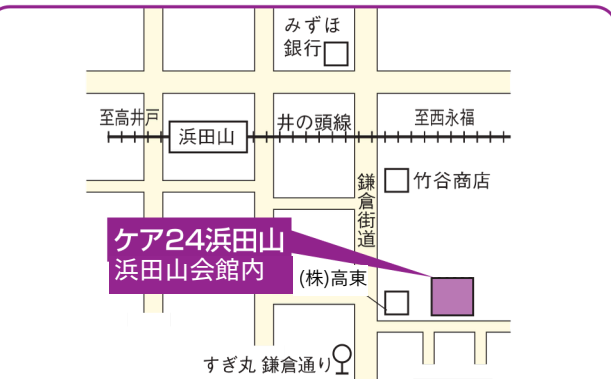 みずほ
銀行
至高井戸
浜田山
井の頭線
至西永福
竹谷商店
鎌倉街道
ケア24浜田山
浜田山会館内
(株)高東
すぎ丸 鎌倉通り